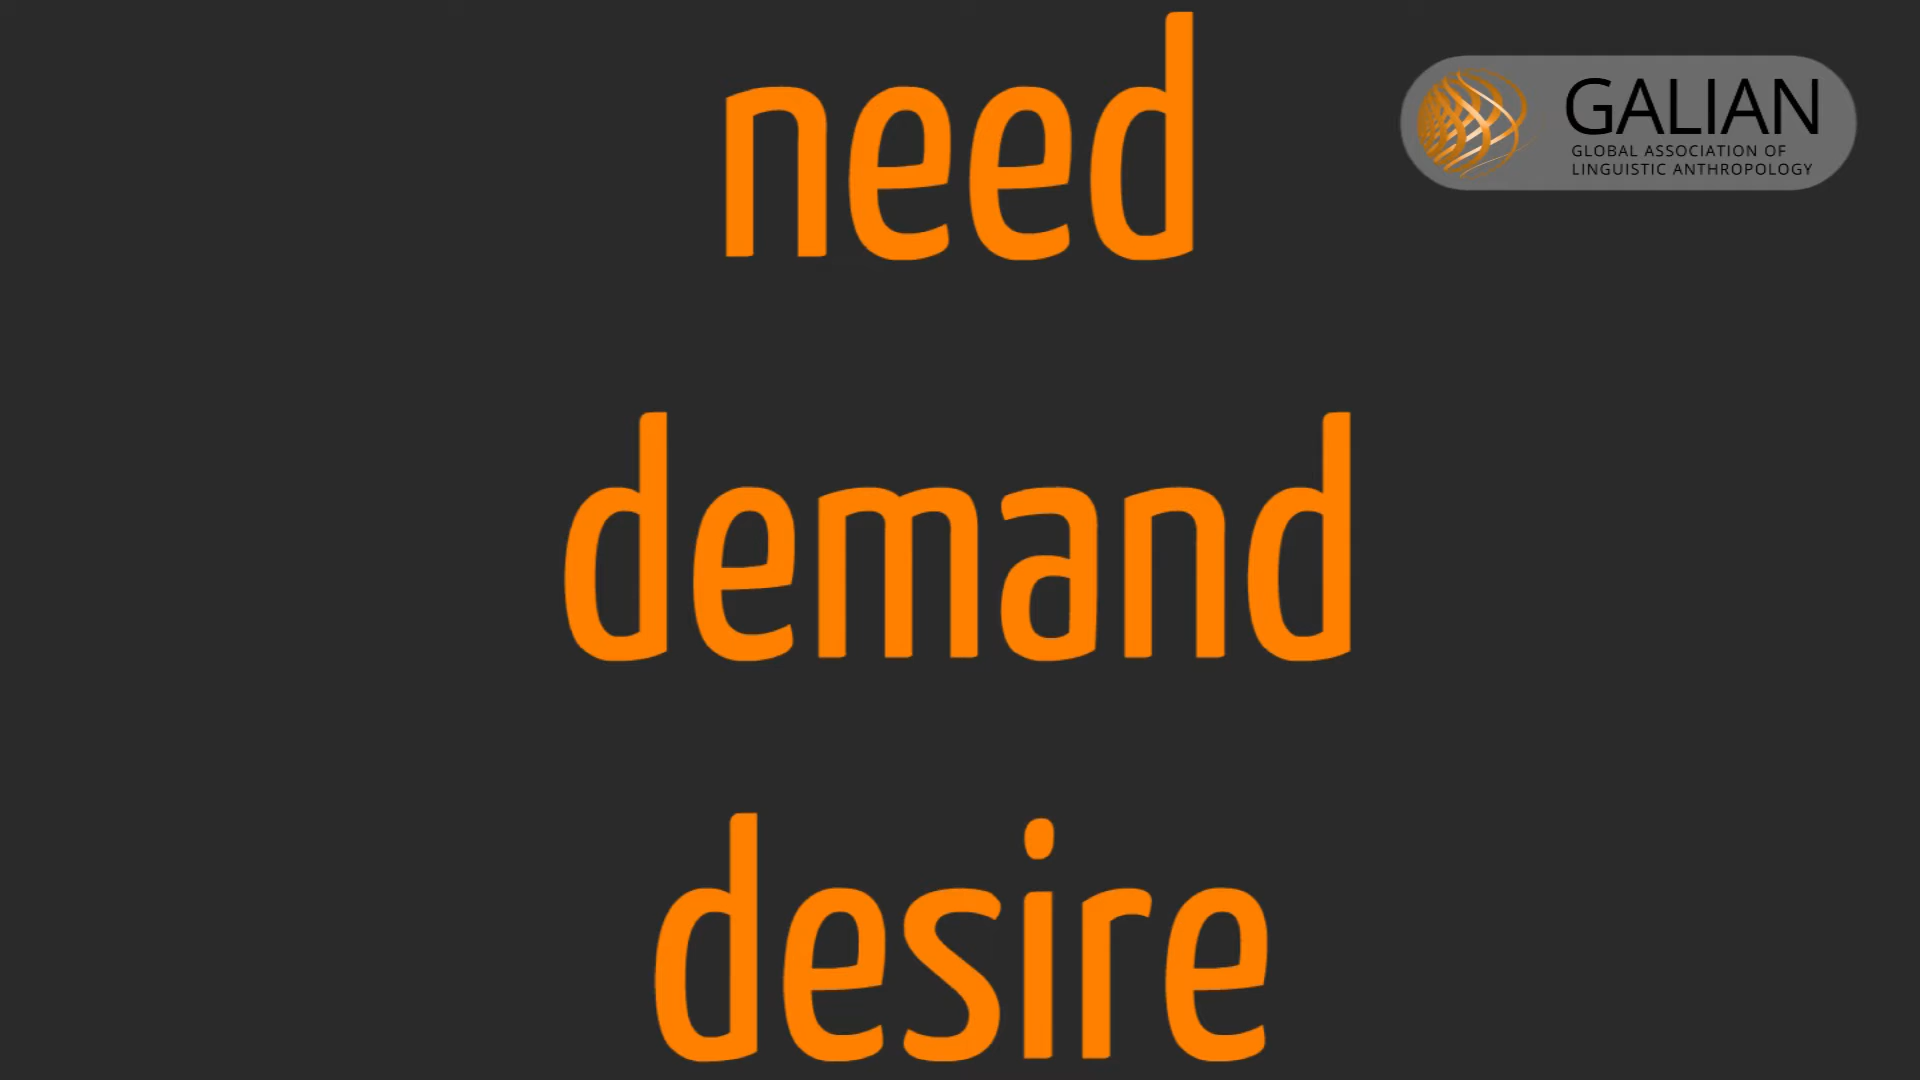 need
GALIAN
GLOBAL ASSOCIATION OF
LINGUISTIC ANTHROPOLOGY
demand
desire